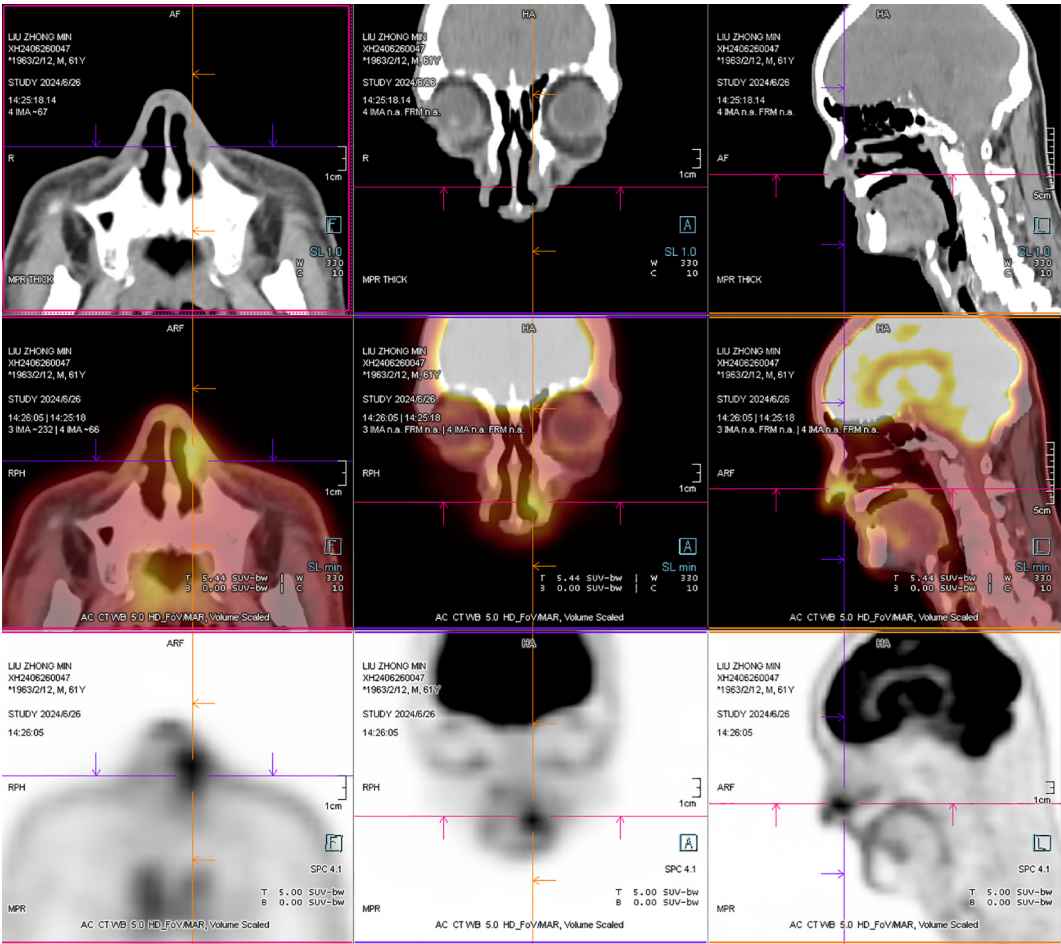 AF
LIU ZHONG MIN
XH2406260047
*1963/2/12, M, 61Y
STUDY 2024/6/26
14:25:18.14
4 IMA ~67
R
1cm
F
SL 1.0
W 330
C 10
MPR THICK
HA
LIU ZHONG MIN
XH2406260047
*1963/2/12, M, 61Y
STUDY 2024/6/26
14:25:18.14
4 IMA n.a. FRM n.a.
R
1cm
A
SL 1.0
W 330
C 10
MPR THICK
HA
LIU ZHONG MIN
XH2406260047
*1963/2/12, M, 61Y
STUDY 2024/6/26
14:25:18.14
4 IMA n.a. FRM n.a.
AF
5cm
L
SL 1.0
W 330
C 10
MPR THICK
ARF
LIU ZHONG MIN
XH2406260047
*1963/2/12, M, 61Y
STUDY 2024/6/26
14:26:05 | 14:25:18
3 IMA ~232 | 4 IMA ~66
RPH
1cm
F
SL min
T 5.44 SUV-bw | W 330
B 0.00 SUV-bw | C 10
AC CT WB 5.0 HD_FoV/MAR, Volume Scaled
HA
LIU ZHONG MIN
XH2406260047
*1963/2/12, M, 61Y
STUDY 2024/6/26
14:26:05 | 14:25:18
3 IMA n.a. FRM n.a. | 4 IMA n.a. FRM n.a.
RPH
1cm
A
SL min
T 5.44 SUV-bw | W 330
B 0.00 SUV-bw | C 10
AC CT WB 5.0 HD_FoV/MAR, Volume Scaled
HA
LIU ZHONG MIN
XH2406260047
*1963/2/12, M, 61Y
STUDY 2024/6/26
14:26:05 | 14:25:18
3 IMA n.a. FRM n.a. | 4 IMA n.a. FRM n.a.
ARF
5cm
L
SL min
T 5.44 SUV-bw | W 330
B 0.00 SUV-bw | C 10
AC CT WB 5.0 HD_FoV/MAR, Volume Scaled
ARF
LIU ZHONG MIN
XH2406260047
*1963/2/12, M, 61Y
STUDY 2024/6/26
14:26:05
RPH
1cm
F
SPC 4.1
T 5.00 SUV-bw
B 0.00 SUV-bw
MPR
AC CT WB 5.0 HD_FoV/MAR, Volume Scaled
HA
LIU ZHONG MIN
XH2406260047
*1963/2/12, M, 61Y
STUDY 2024/6/26
14:26:05
RPH
1cm
A
SPC 4.1
T 5.00 SUV-bw
B 0.00 SUV-bw
MPR
AC CT WB 5.0 HD_FoV/MAR, Volume Scaled
HA
LIU ZHONG MIN
XH2406260047
*1963/2/12, M, 61Y
STUDY 2024/6/26
14:26:05
ARF
1cm
L
SPC 4.1
T 5.00 SUV-bw
B 0.00 SUV-bw
MPR
AC CT WB 5.0 HD_FoV/MAR, Volume Scaled